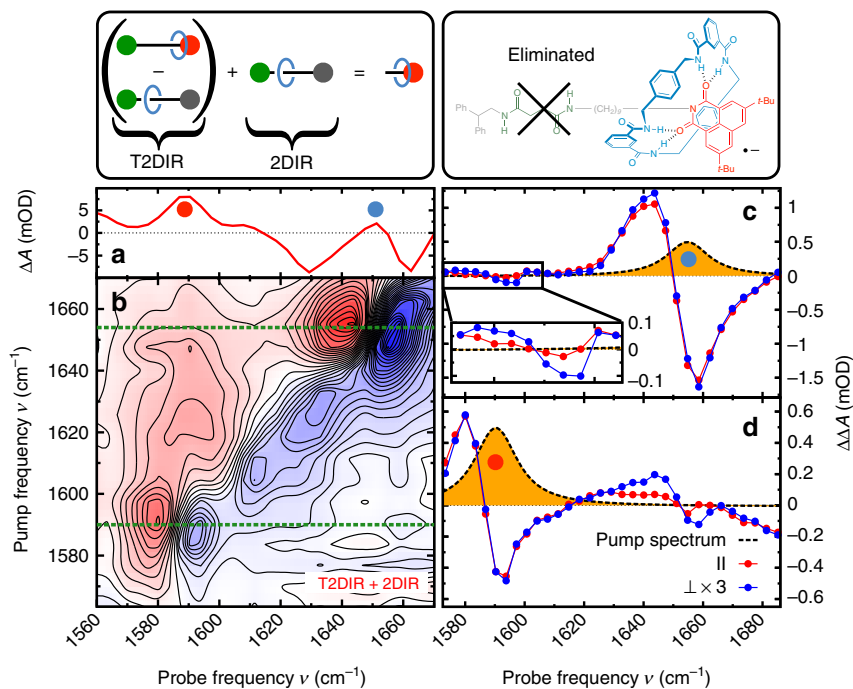 − + =
T2DIR 2DIR
Eliminated
Ph
Ph
N
H
O
O
H
N
(CH2)9
O
N
H
O
N
H
HN
N
H
O
O
N
O
t-Bu
t-Bu
N
H
O
N
H
O
•−
ΔA (mOD)
5
0
−5
a
b
1660
1640
1620
1600
1580
Pump frequency ν (cm−1)
T2DIR + 2DIR
1560 1580 1600 1620 1640 1660
Probe frequency ν (cm−1)
c
1
0.5
0
−0.5
−1
−1.5
0.1
0
−0.1
d
0.6
0.4
0.2
0
−0.2
−0.4
−0.6
ΔΔA (mOD)
Pump spectrum
II
⊥ × 3
1580 1600 1620 1640 1660 1680
Probe frequency ν (cm−1)